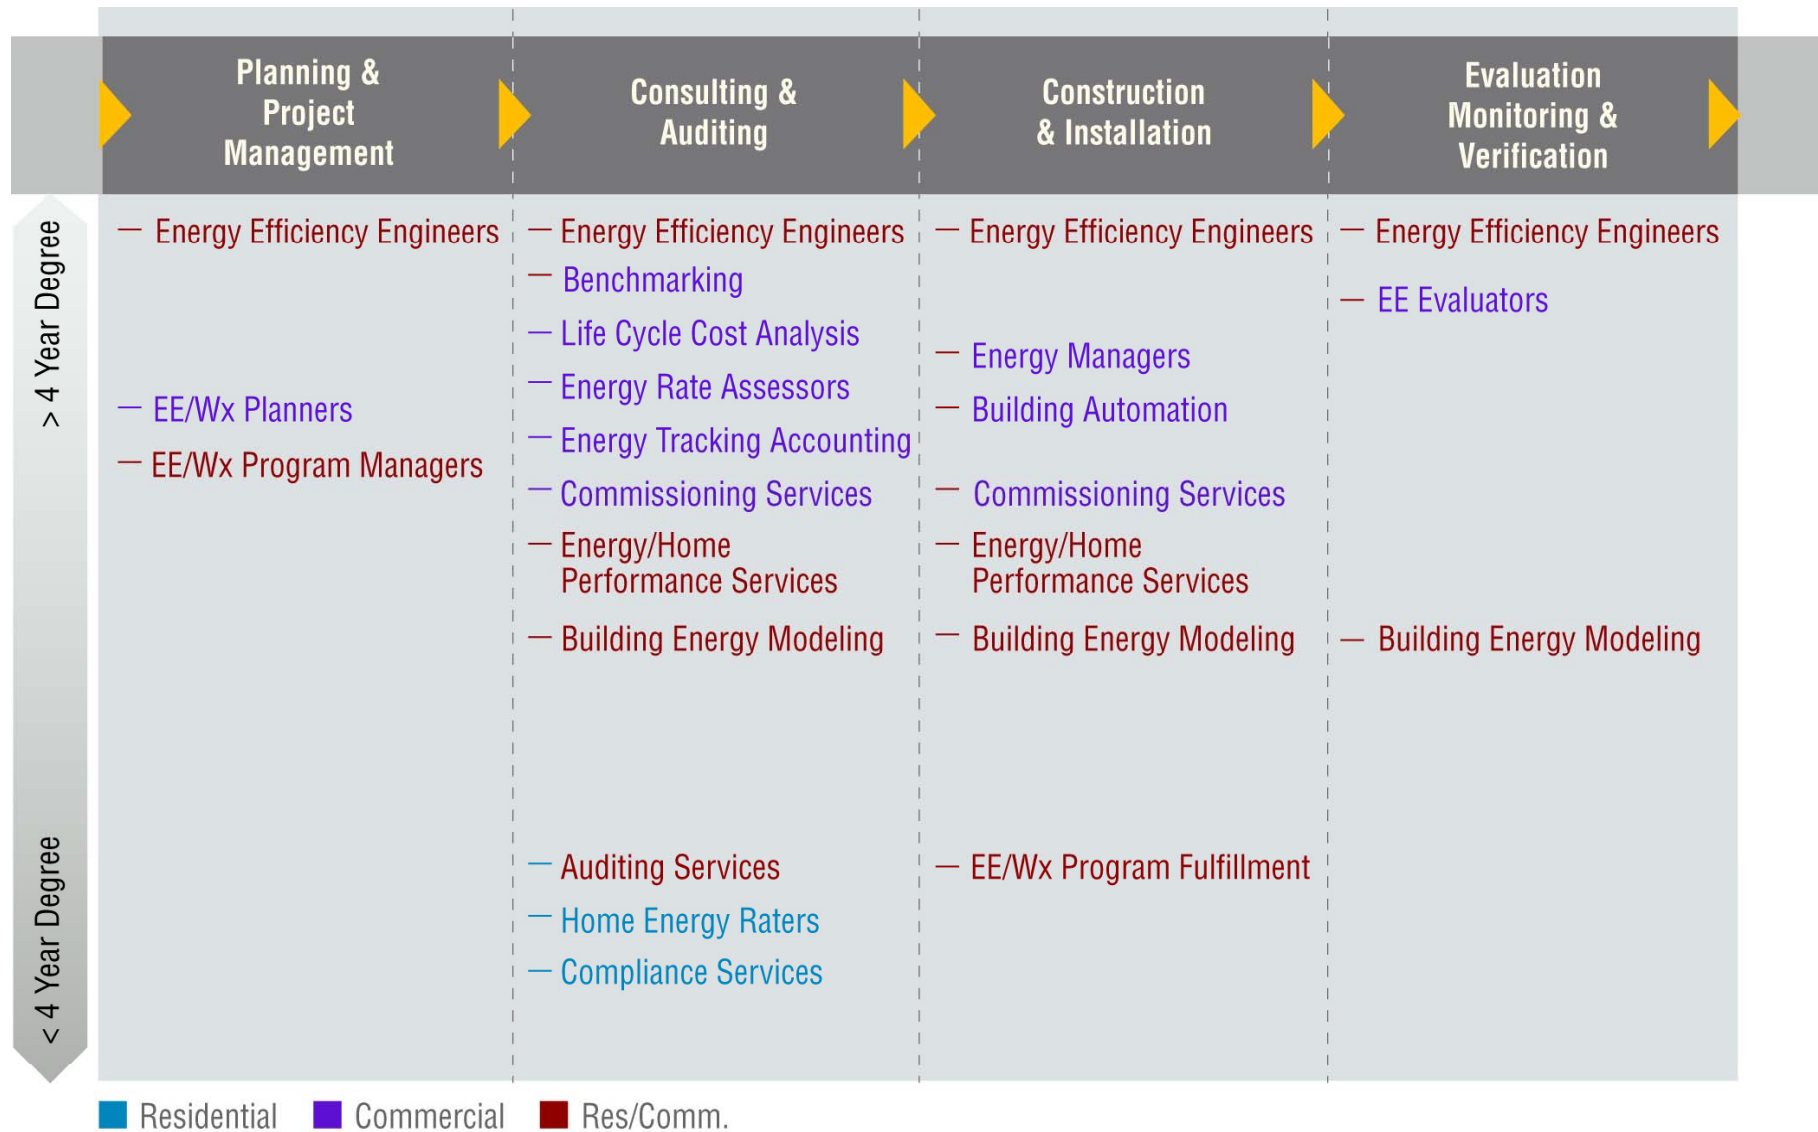 Planning &
Project
Management
Consulting &
Auditing
Construction
& Installation
Evaluation
Monitoring &
Verification
> 4 Year Degree
< 4 Year Degree
– Energy Efficiency Engineers
– EE/Wx Planners
– EE/Wx Program Managers
– Energy Efficiency Engineers
– Benchmarking
– Life Cycle Cost Analysis
– Energy Rate Assessors
– Energy Tracking Accounting
– Commissioning Services
– Energy/Home
Performance Services
– Building Energy Modeling
– Auditing Services
– Home Energy Raters
– Compliance Services
– Energy Efficiency Engineers
– Energy Managers
– Building Automation
– Commissioning Services
– Energy/Home
Performance Services
– Building Energy Modeling
– EE/Wx Program Fulfillment
– Energy Efficiency Engineers
– EE Evaluators
– Building Energy Modeling
Residential
Commercial
Res/Comm.